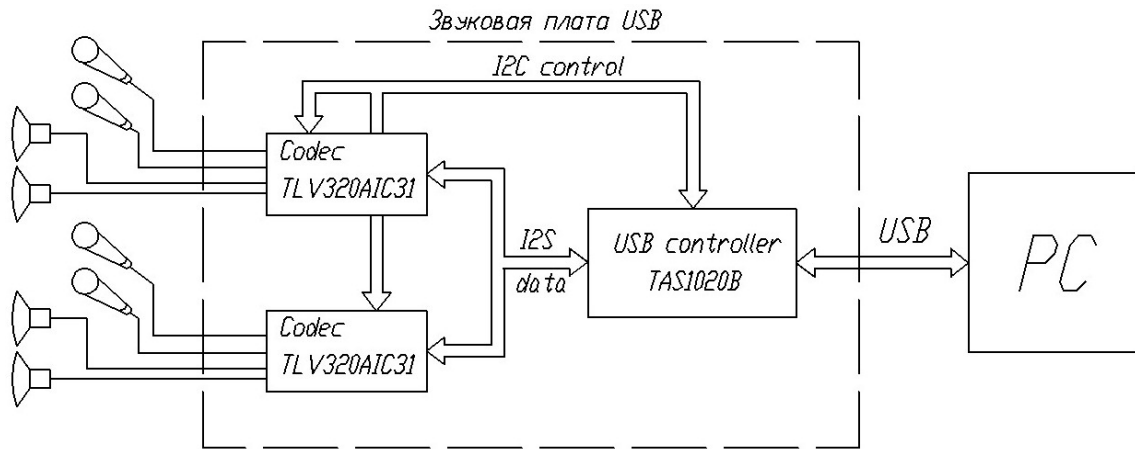 Звуковая плата USB
I2C control
Codec
TLV320AIC31
I2S
data
USB controller
TAS1020B
USB
PC
Codec
TLV320AIC31